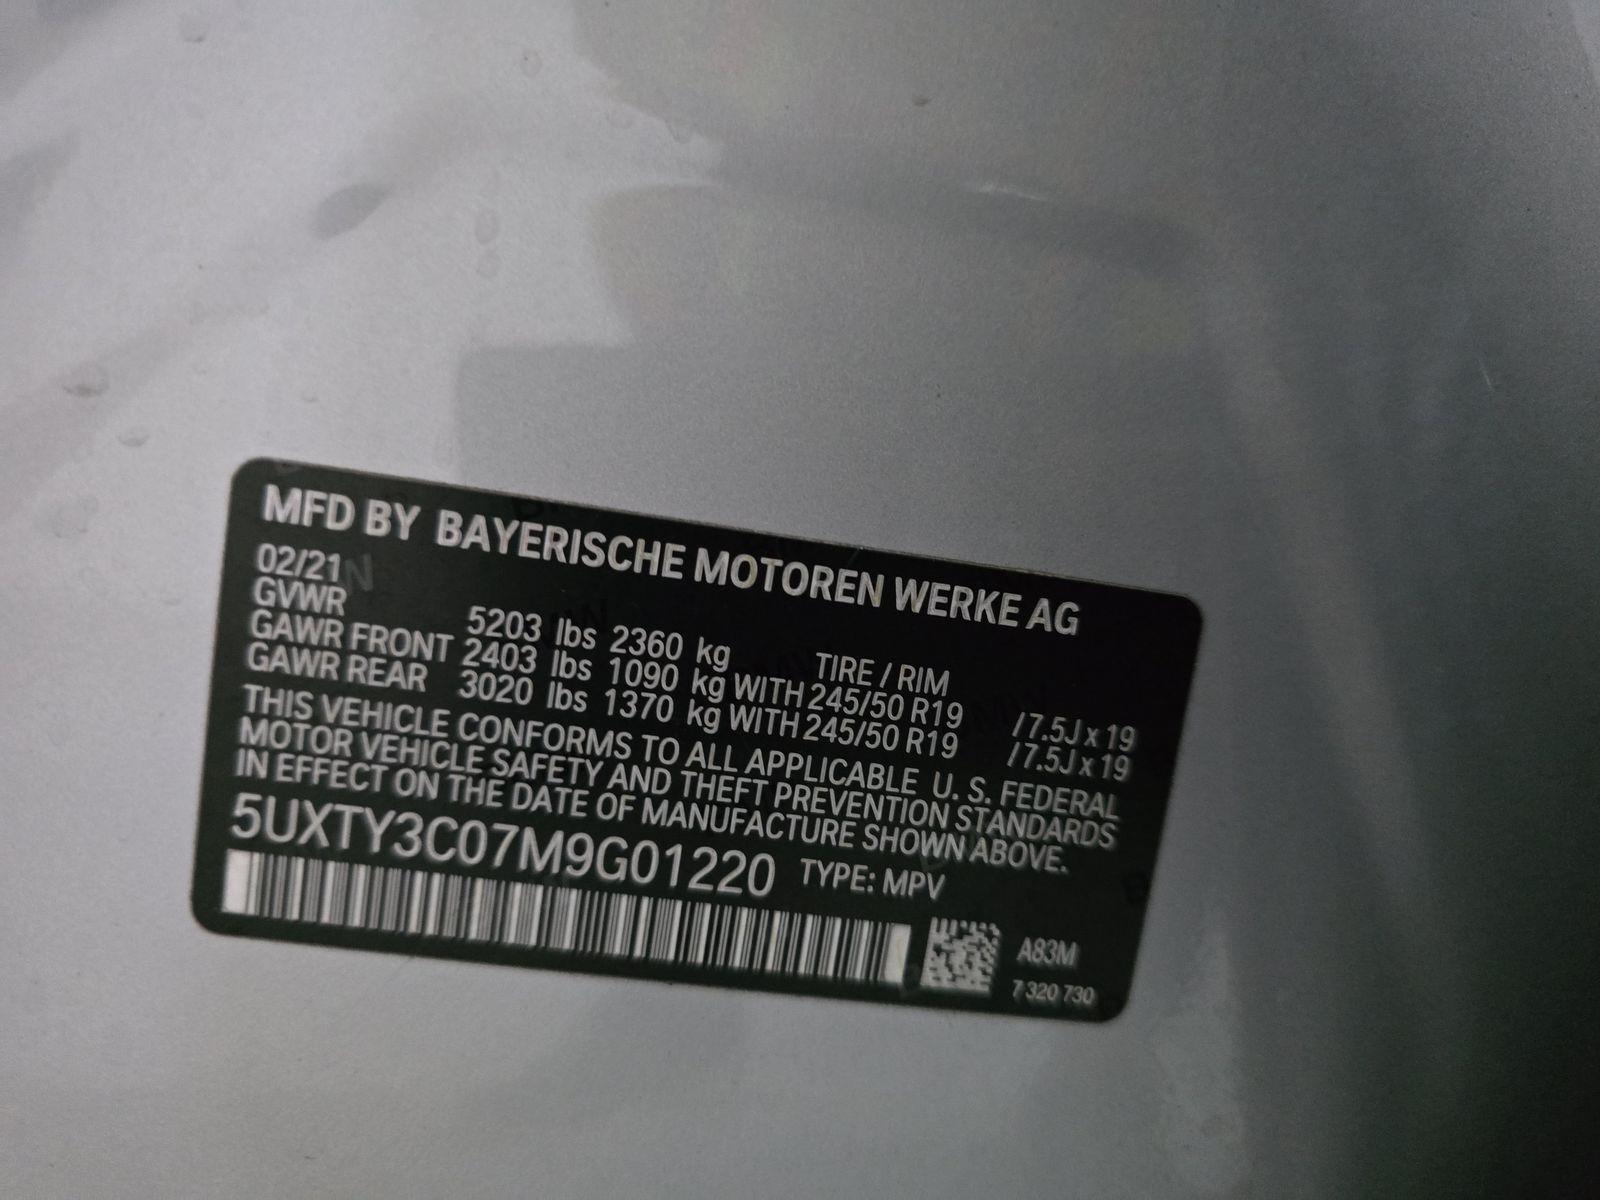 MFD BY BAYERISCHE MOTOREN WERKE AG
02/21
GVWR 5203 lbs 2360 kg TIRE / RIM
GAWR FRONT 2403 lbs 1090 kg WITH 245/50 R19 / 7.5J x 19
GAWR REAR 3020 lbs 1370 kg WITH 245/50 R19 / 7.5J x 19
THIS VEHICLE CONFORMS TO ALL APPLICABLE U. S. FEDERAL
MOTOR VEHICLE SAFETY AND THEFT PREVENTION STANDARDS
IN EFFECT ON THE DATE OF MANUFACTURE SHOWN ABOVE.
5UXTY3C07M9G01220 TYPE: MPV
A83M
7 320 730